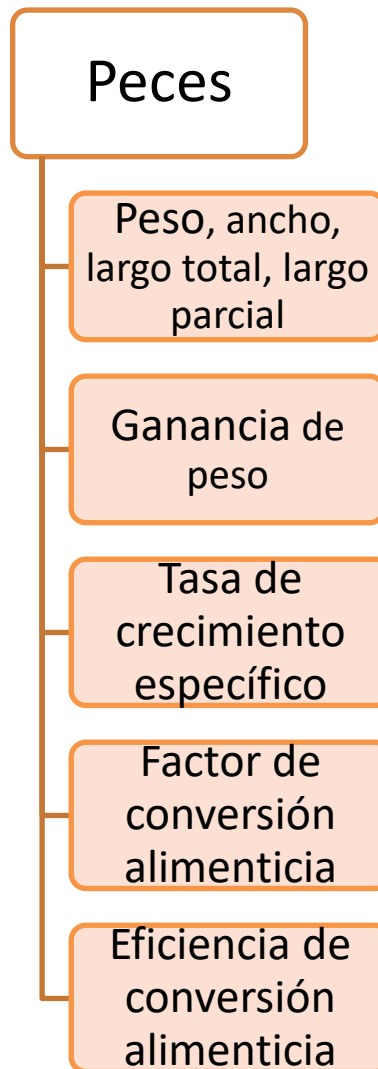 Peces
Peso, ancho,
largo total, largo
parcial
Ganancia de
peso
Tasa de
crecimiento
específico
Factor de
conversión
alimenticia
Eficiencia de
conversión
alimenticia